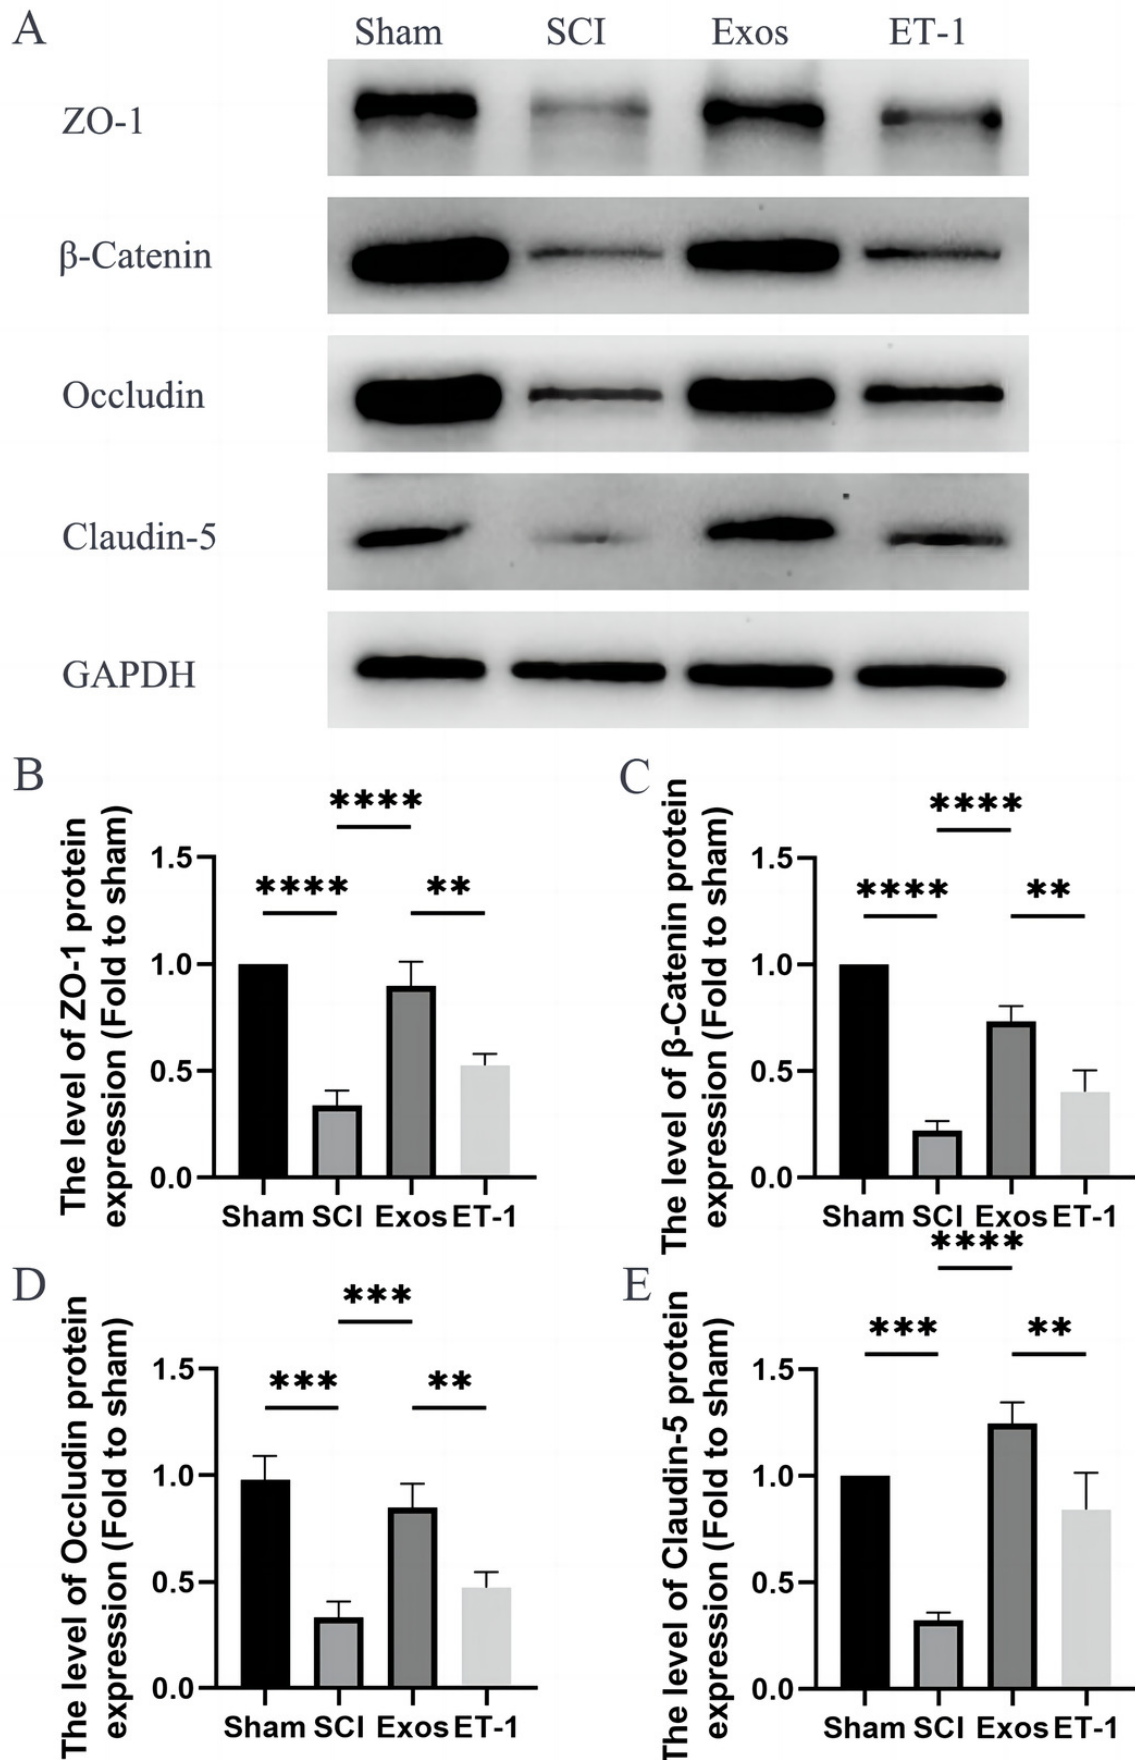 A
Sham SCI Exos ET-1
ZO-1
β-Catenin
Occludin
Claudin-5
GAPDH
B
The level of ZO-1 protein
expression (Fold to sham)
**** 
**** **
1.5
1.0
0.5
0.0
Sham SCI Exos ET-1
C
The level of β-Catenin protein
expression (Fold to sham)
****
**** **
1.5
1.0
0.5
0.0
Sham SCI Exos ET-1
D
The level of Occludin protein
expression (Fold to sham)
***
*** **
1.5
1.0
0.5
0.0
Sham SCI Exos ET-1
E
The level of Claudin-5 protein
expression (Fold to sham)
****
*** **
1.5
1.0
0.5
0.0
Sham SCI Exos ET-1